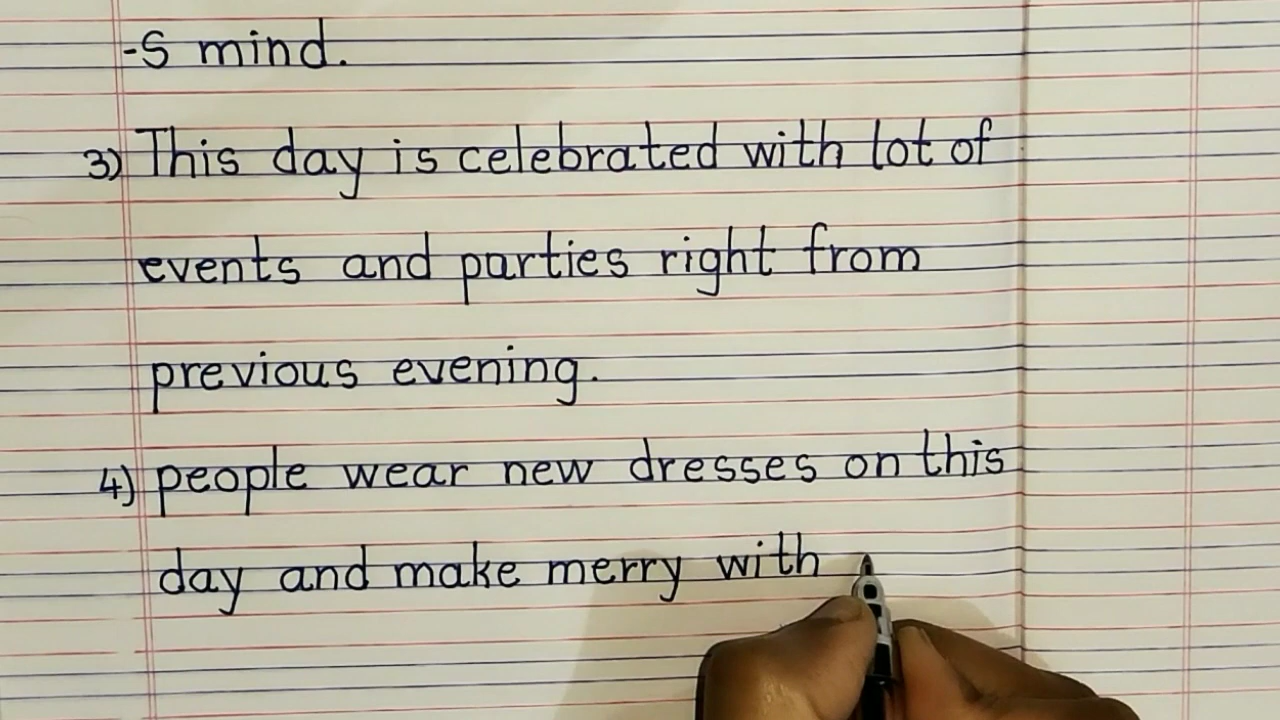 -s mind.
3) This day is celebrated with lot of
events and parties right from
previous evening.
4) people wear new dresses on this
day and make merry with